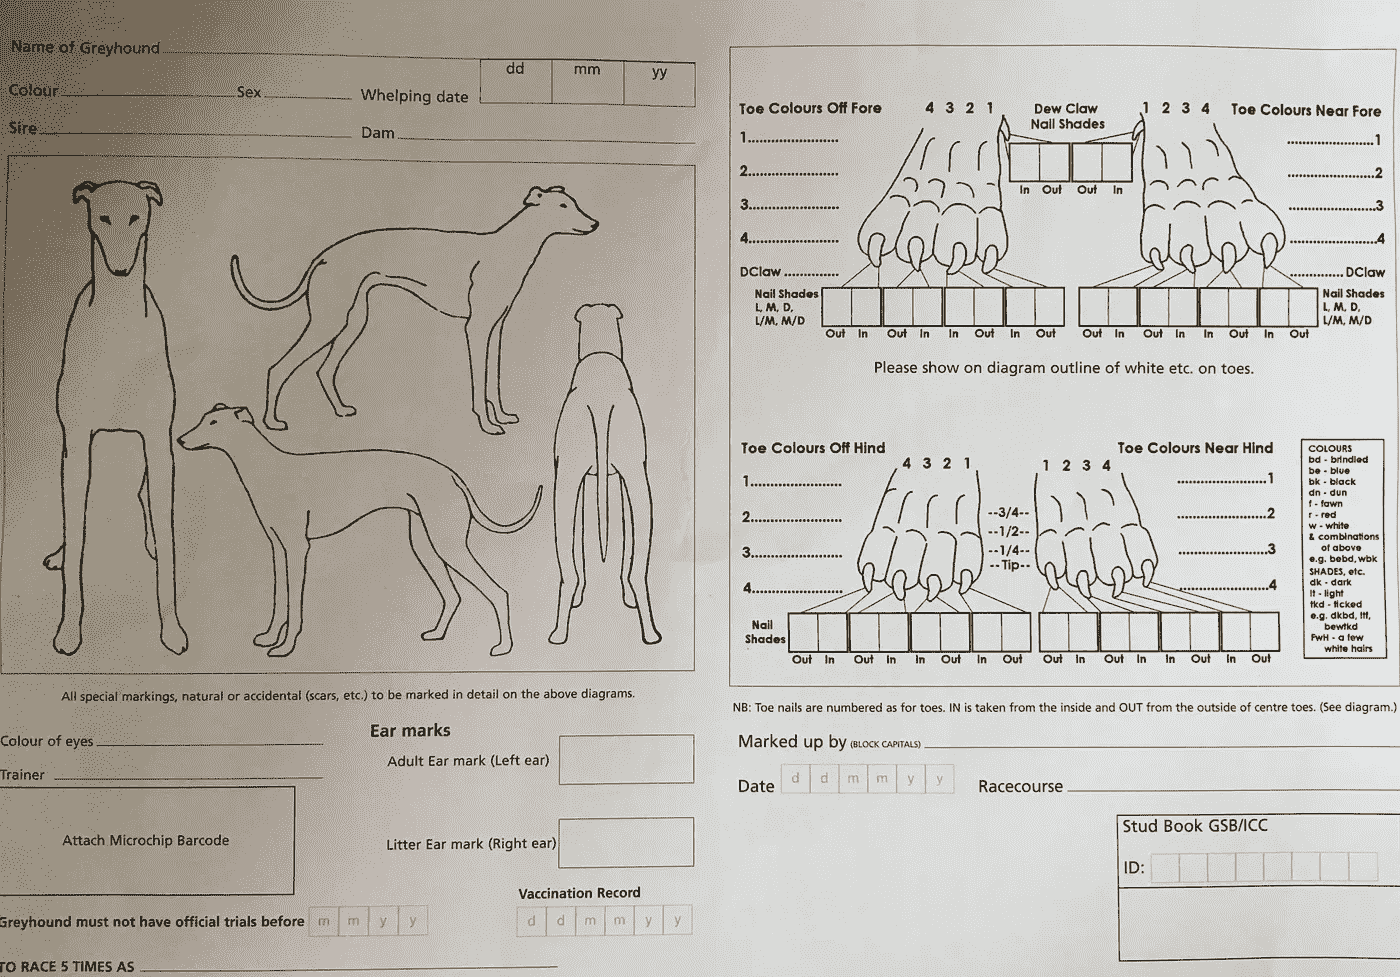 Name of Greyhound
dd mm yy
Colour Sex Whelping date
Sire Dam
All special markings, natural or accidental (scars, etc.) to be marked in detail on the above diagrams.
Colour of eyes
Trainer
Attach Microchip Barcode
Ear marks
Adult Ear mark (Left ear)
Litter Ear mark (Right ear)
Vaccination Record
Greyhound must not have official trials before m m y y
d d m m y y
TO RACE 5 TIMES AS
Toe Colours Off Fore 4 3 2 1 Dew Claw 1 2 3 4 Toe Colours Near Fore
Nail Shades
1 1
2 2
In Out Out In
3 3
4 4
DClaw DClaw
Nail Shades Nail Shades
L, M, D, L, M, D,
L/M, M/D L/M, M/D
Out In Out In In Out In Out Out In Out In In Out In Out
Please show on diagram outline of white etc. on toes.
Toe Colours Off Hind Toe Colours Near Hind
4 3 2 1 1 2 3 4
1 1
2 --3/4-- 2
--1/2--
3 --1/4-- 3
--Tip--
4 4
Nail
Shades
Out In Out In In Out In Out Out In Out In In Out In Out
COLOURS
bd - brindled
be - blue
bk - black
dn - dun
f - fawn
r - red
w - white
& combinations
of above
e.g. bebd, wbk
SHADES, etc.
dk - dark
lt - light
tkd - ticked
e.g. dkbd, ltf,
bewtkd
FwH - a few
white hairs
NB: Toe nails are numbered as for toes. IN is taken from the inside and OUT from the outside of centre toes. (See diagram.)
Marked up by (BLOCK CAPITALS)
Date d d m m y y Racecourse
Stud Book GSB/ICC
ID: